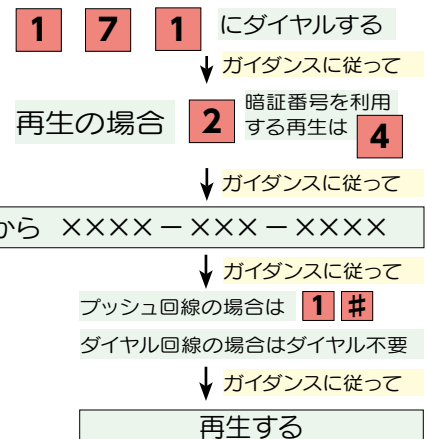 1 7 1 にダイヤルする
ガイダンスに従って
再生の場合 2 暗証番号を利用
する再生は 4
ガイダンスに従って
から ××××－×××－××××
ガイダンスに従って
プッシュ回線の場合は 1 #
ダイヤル回線の場合はダイヤル不要
ガイダンスに従って
再生する